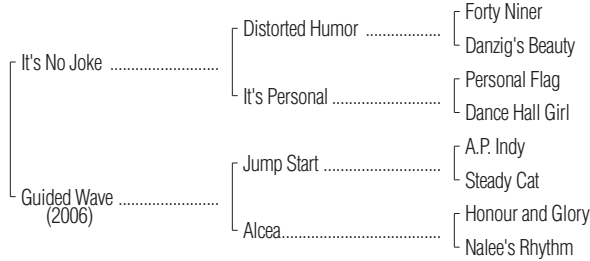 Forty Niner
Distorted Humor ..................
Danzig's Beauty
It's No Joke ..........................
Personal Flag
It's Personal ..........................
Dance Hall Girl
A.P. Indy
Jump Start ............................
Steady Cat
Guided Wave ........................
(2006)
Honour and Glory
Alcea......................................
Nalee's Rhythm